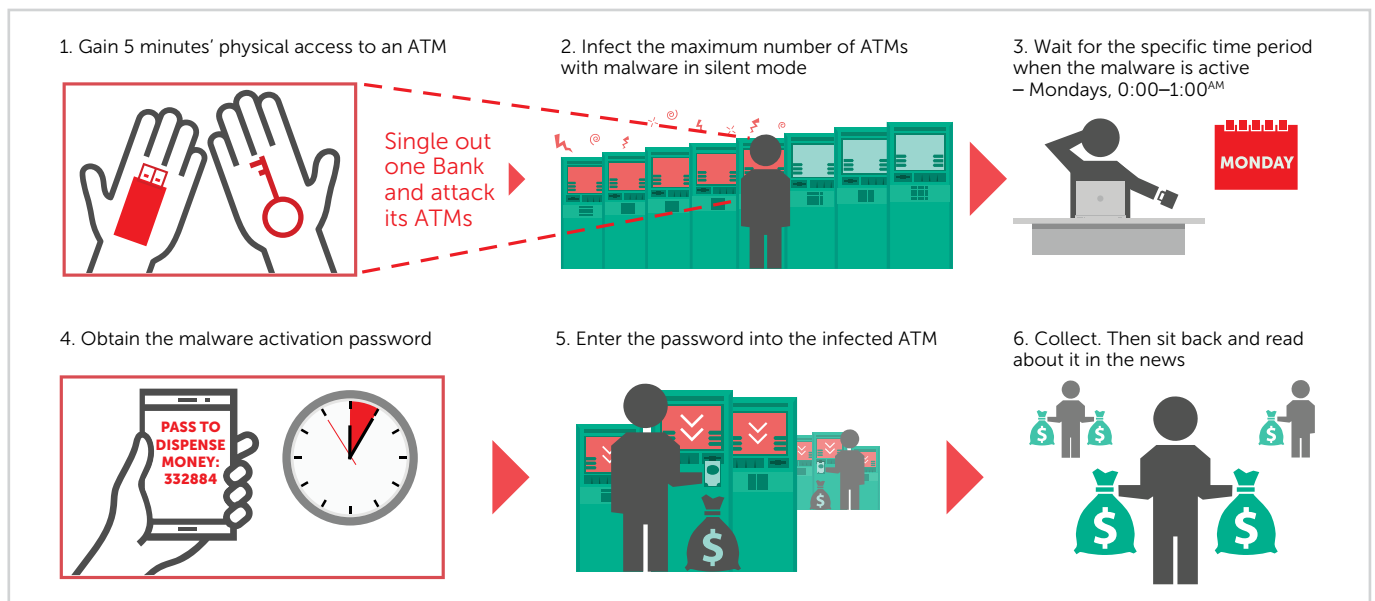 1. Gain 5 minutes’ physical access to an ATM
2. Infect the maximum number of ATMs
with malware in silent mode
3. Wait for the specific time period
when the malware is active
– Mondays, 0:00–1:00AM
Single out
one Bank
and attack
its ATMs
MONDAY
4. Obtain the malware activation password
5. Enter the password into the infected ATM
6. Collect. Then sit back and read
about it in the news
PASS TO
DISPENSE
MONEY:
332884
$
$
$
$
$
$
$